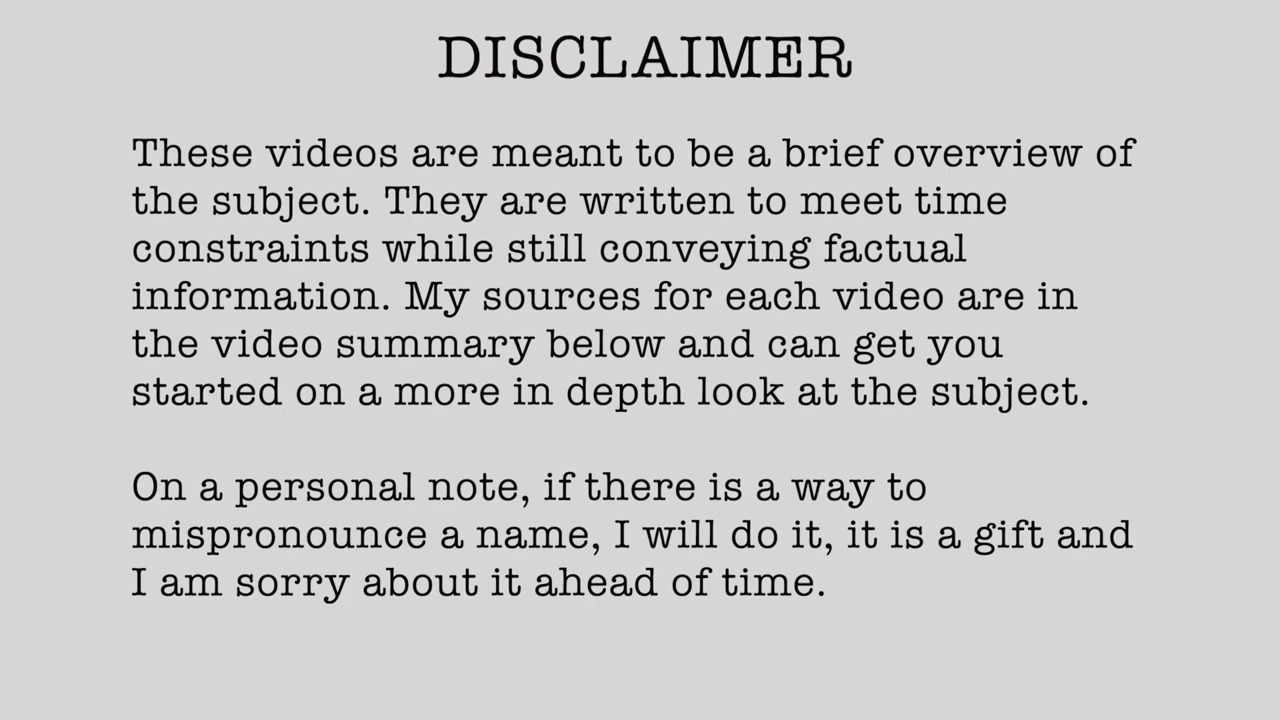 DISCLAIMER
These videos are meant to be a brief overview of
the subject. They are written to meet time
constraints while still conveying factual
information. My sources for each video are in
the video summary below and can get you
started on a more in depth look at the subject.
On a personal note, if there is a way to
mispronounce a name, I will do it, it is a gift and
I am sorry about it ahead of time.